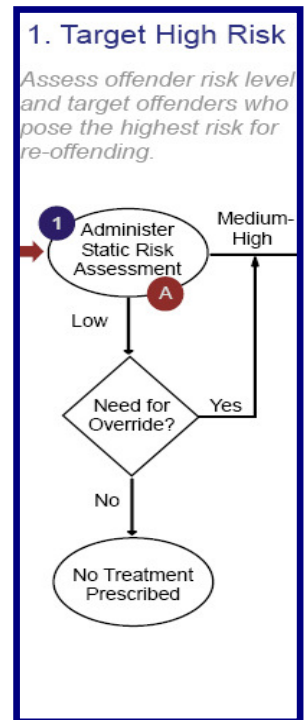 1. Target High Risk
Assess offender risk level
and target offenders who
pose the highest risk for
re-offending.
1
Administer
Static Risk
Assessment
A
Medium-
High
Low
Need for
Override?
Yes
No
No Treatment
Prescribed